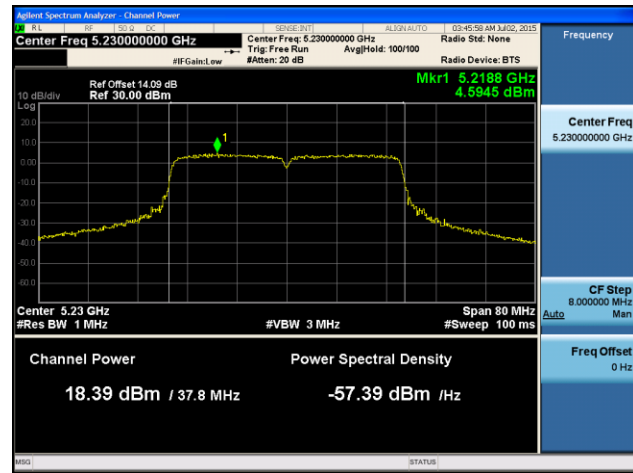 Agilent Spectrum Analyzer - Channel Power
RL RF 50 Ω DC SENSE:INT ALIGN AUTO 03:45:58 AM Jul 02, 2015
Center Freq 5.230000000 GHz
Center Freq: 5.230000000 GHz
Radio Std: None
Trig: Free Run Avg|Hold: 100/100
#IFGain:Low
#Atten: 20 dB
Radio Device: BTS
Frequency
Ref Offset 14.09 dB
Mkr1 5.2188 GHz
10 dB/div Ref 30.00 dBm
4.5945 dBm
Log
20.0
10.0
1
0.00
-10.0
-20.0
-30.0
-40.0
-50.0
-60.0
Center Freq
5.230000000 GHz
Center 5.23 GHz
Span 80 MHz
#Res BW 1 MHz
#VBW 3 MHz
#Sweep 100 ms
CF Step
8.000000 MHz
Auto Man
Channel Power
Power Spectral Density
18.39 dBm / 37.8 MHz
-57.39 dBm /Hz
Freq Offset
0 Hz
MSG
STATUS